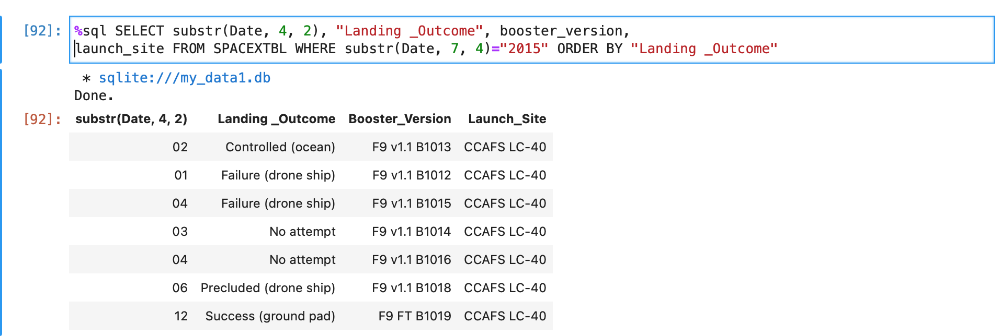 [92]: %sql SELECT substr(Date, 4, 2), "Landing _Outcome", booster_version,
launch_site FROM SPACEXTBL WHERE substr(Date, 7, 4)="2015" ORDER BY "Landing _Outcome"
* sqlite:///my_data1.db
Done.
[92]: substr(Date, 4, 2) Landing _Outcome Booster_Version Launch_Site
02 Controlled (ocean) F9 v1.1 B1013 CCAFS LC-40
01 Failure (drone ship) F9 v1.1 B1012 CCAFS LC-40
04 Failure (drone ship) F9 v1.1 B1015 CCAFS LC-40
03 No attempt F9 v1.1 B1014 CCAFS LC-40
04 No attempt F9 v1.1 B1016 CCAFS LC-40
06 Precluded (drone ship) F9 v1.1 B1018 CCAFS LC-40
12 Success (ground pad) F9 FT B1019 CCAFS LC-40